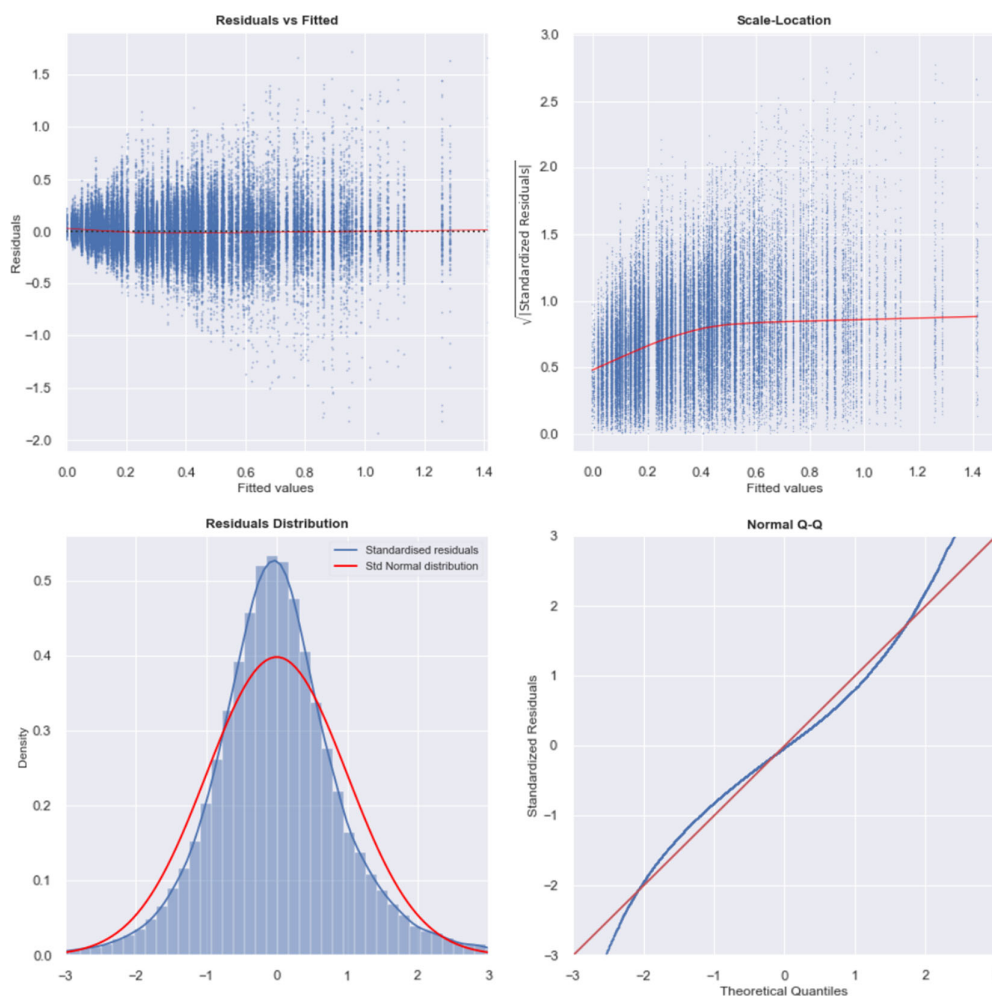 Residuals vs Fitted
1.5
1.0
0.5
0.0
−0.5
−1.0
−1.5
−2.0
Residuals
0.0 0.2 0.4 0.6 0.8 1.0 1.2 1.4
Fitted values
Scale-Location
3.0
2.5
2.0
1.5
1.0
0.5
0.0
√|Standardized Residuals|
0.0 0.2 0.4 0.6 0.8 1.0 1.2 1.4
Fitted values
Residuals Distribution
Standardised residuals
Std Normal distribution
0.5
0.4
0.3
0.2
0.1
0.0
Density
−3 −2 −1 0 1 2 3
Normal Q-Q
3
2
1
0
−1
−2
−3
Standardized Residuals
−3 −2 −1 0 1 2
Theoretical Quantiles